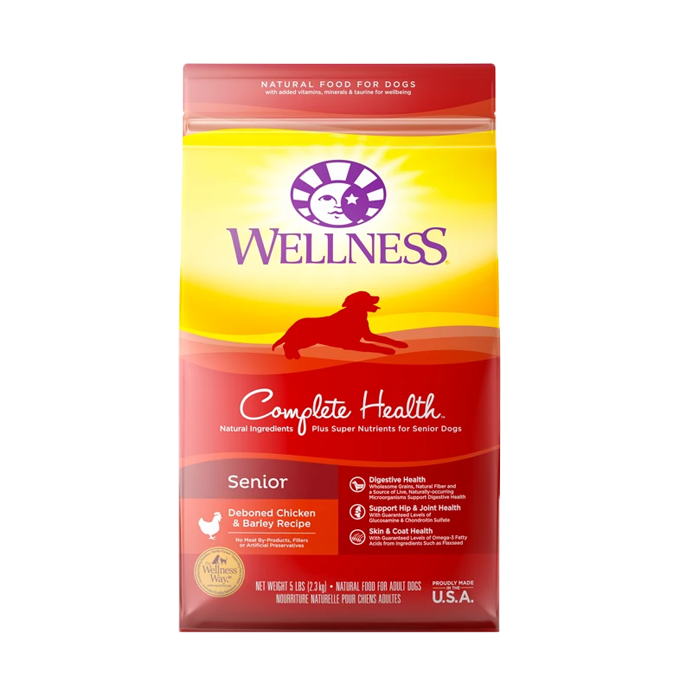 NATURAL FOOD FOR DOGS
with added vitamins, minerals & taurine for wellbeing
WELLNESS®
Complete Health™
Natural Ingredients Plus Super Nutrients for Senior Dogs
Senior
Deboned Chicken
& Barley Recipe
No Meat By-Products, Fillers
or Artificial Preservatives
Digestive Health
Wholesome Grains, Natural Fiber and
a Source of Live, Naturally-occurring
Microorganisms Support Digestive Health
Support Hip & Joint Health
With Guaranteed Levels of
Glucosamine & Chondroitin Sulfate
Skin & Coat Health
With Guaranteed Levels of Omega-3 Fatty
Acids from Ingredients Such as Flaxseed
Wellness
Way.
NET WEIGHT 5 LBS (2.3 kg) • NATURAL FOOD FOR ADULT DOGS
NOURRITURE NATURELLE POUR CHIENS ADULTES
PROUDLY MADE
IN THE
U.S.A.